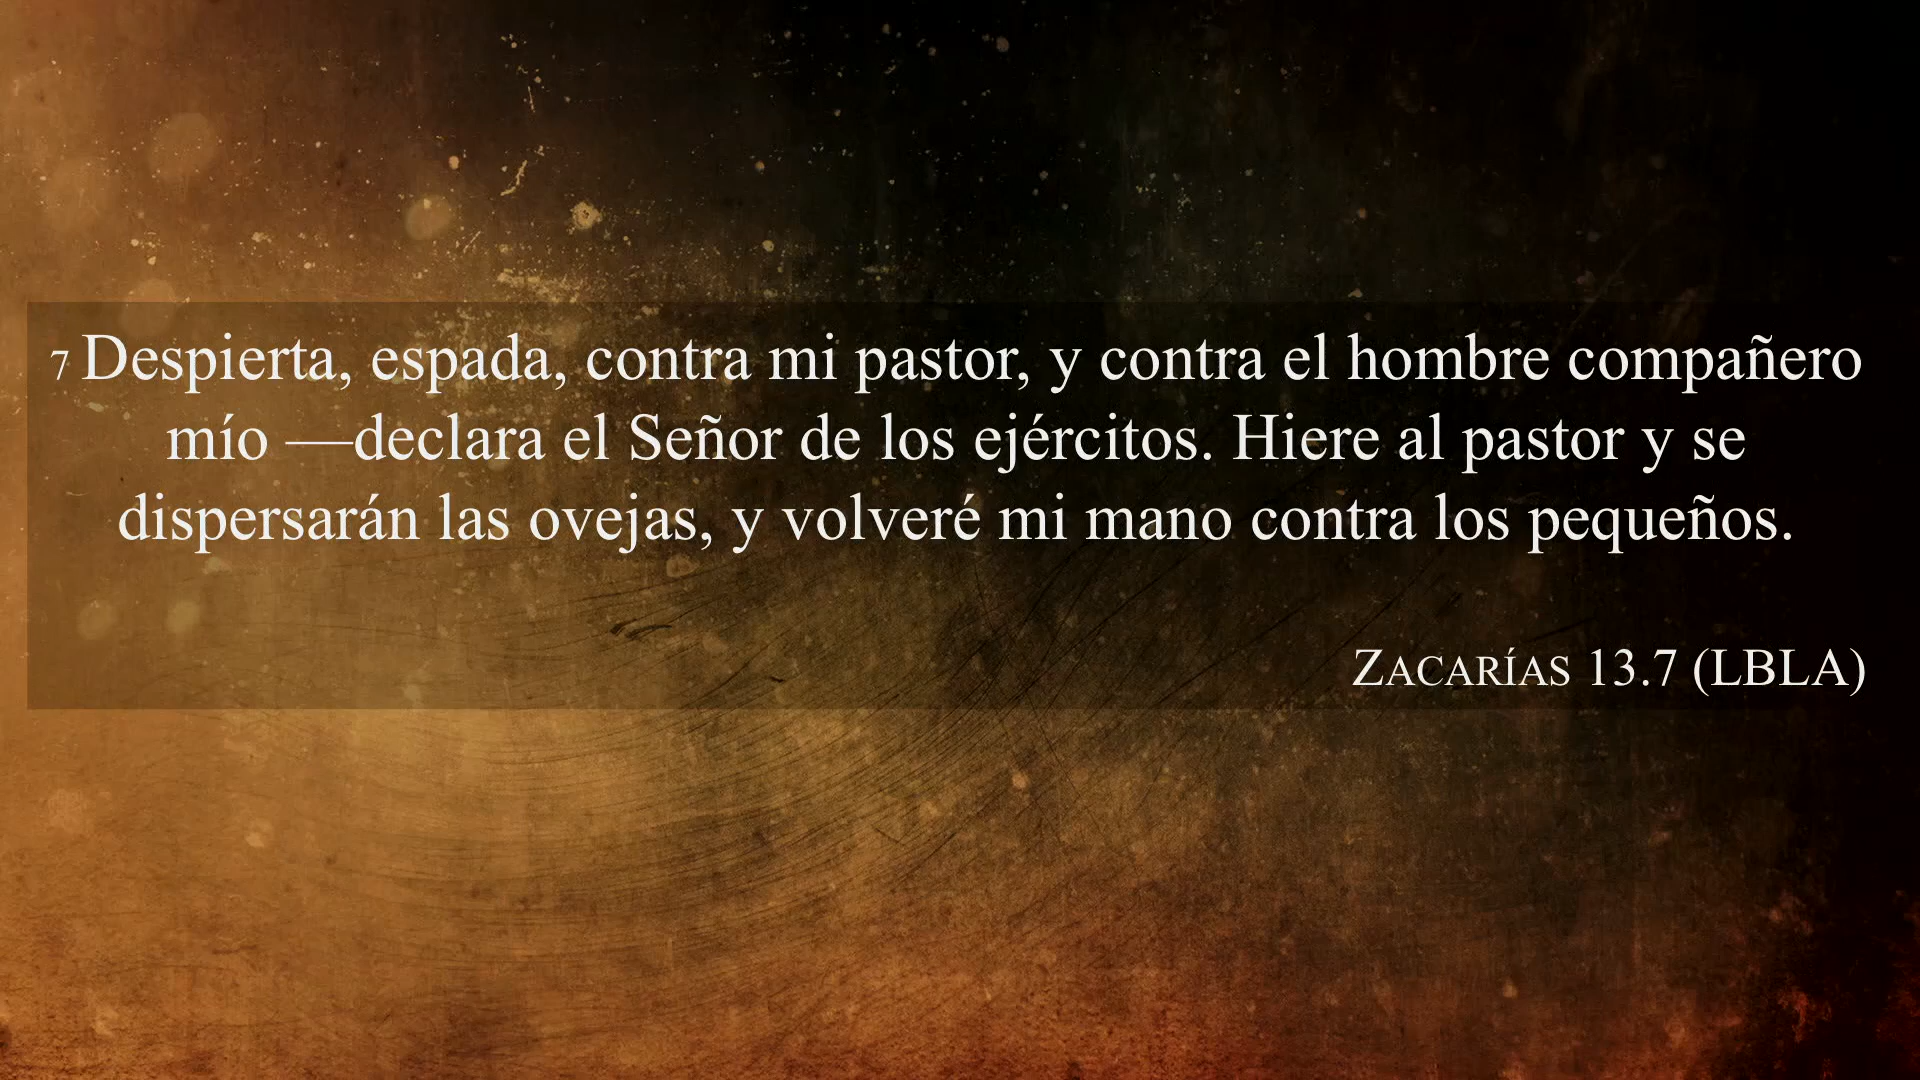 7 Despierta, espada, contra mi pastor, y contra el hombre compañero
mío —declara el Señor de los ejércitos. Hiere al pastor y se
dispersarán las ovejas, y volveré mi mano contra los pequeños.
Zacarías 13.7 (LBLA)